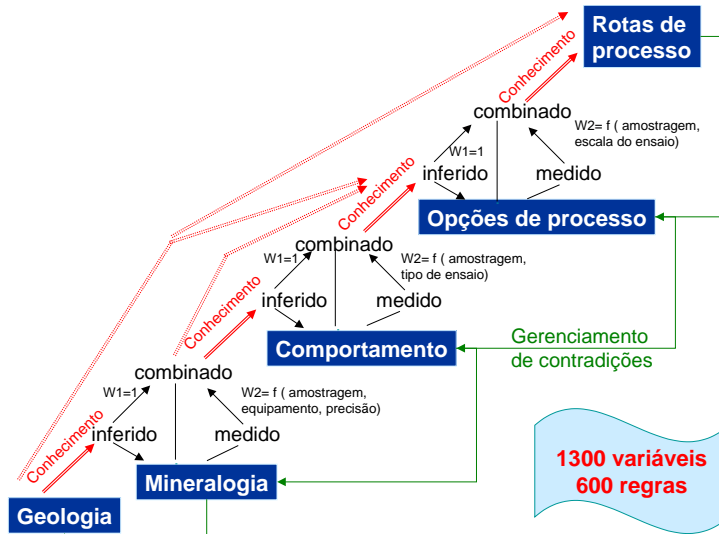 Rotas de
processo
Conhecimento
combinado
W1=1
W2= f ( amostragem,
escala do ensaio)
inferido
medido
Opções de processo
Conhecimento
combinado
W1=1
W2= f ( amostragem,
tipo de ensaio)
inferido
medido
Comportamento
Conhecimento
Gerenciamento
de contradições
combinado
W1=1
W2= f ( amostragem,
equipamento, precisão)
inferido
medido
Mineralogia
Conhecimento
Geologia
1300 variáveis
600 regras